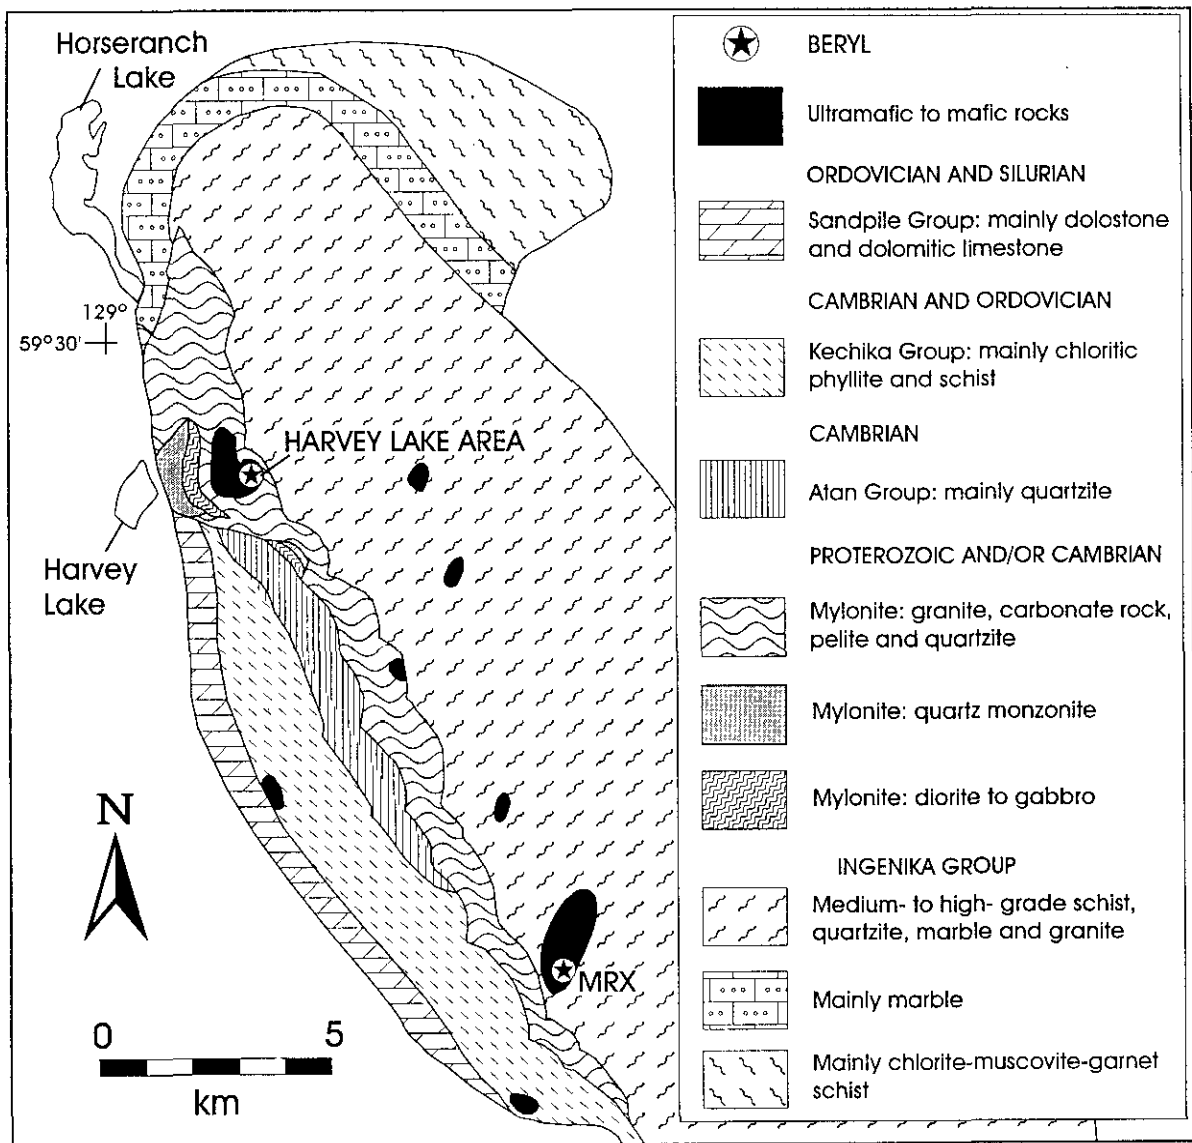 Horseranch
Lake
129°
59°30'
HARVEY LAKE AREA
Harvey
Lake
N
MRX
0 5
km
BERYL
Ultramafic to mafic rocks
ORDOVICIAN AND SILURIAN
Sandpile Group: mainly dolostone
and dolomitic limestone
CAMBRIAN AND ORDOVICIAN
Kechika Group: mainly chloritic
phyllite and schist
CAMBRIAN
Atan Group: mainly quartzite
PROTEROZOIC AND/OR CAMBRIAN
Mylonite: granite, carbonate rock,
pelite and quartzite
Mylonite: quartz monzonite
Mylonite: diorite to gabbro
INGENIKA GROUP
Medium- to high- grade schist,
quartzite, marble and granite
Mainly marble
Mainly chlorite-muscovite-garnet
schist